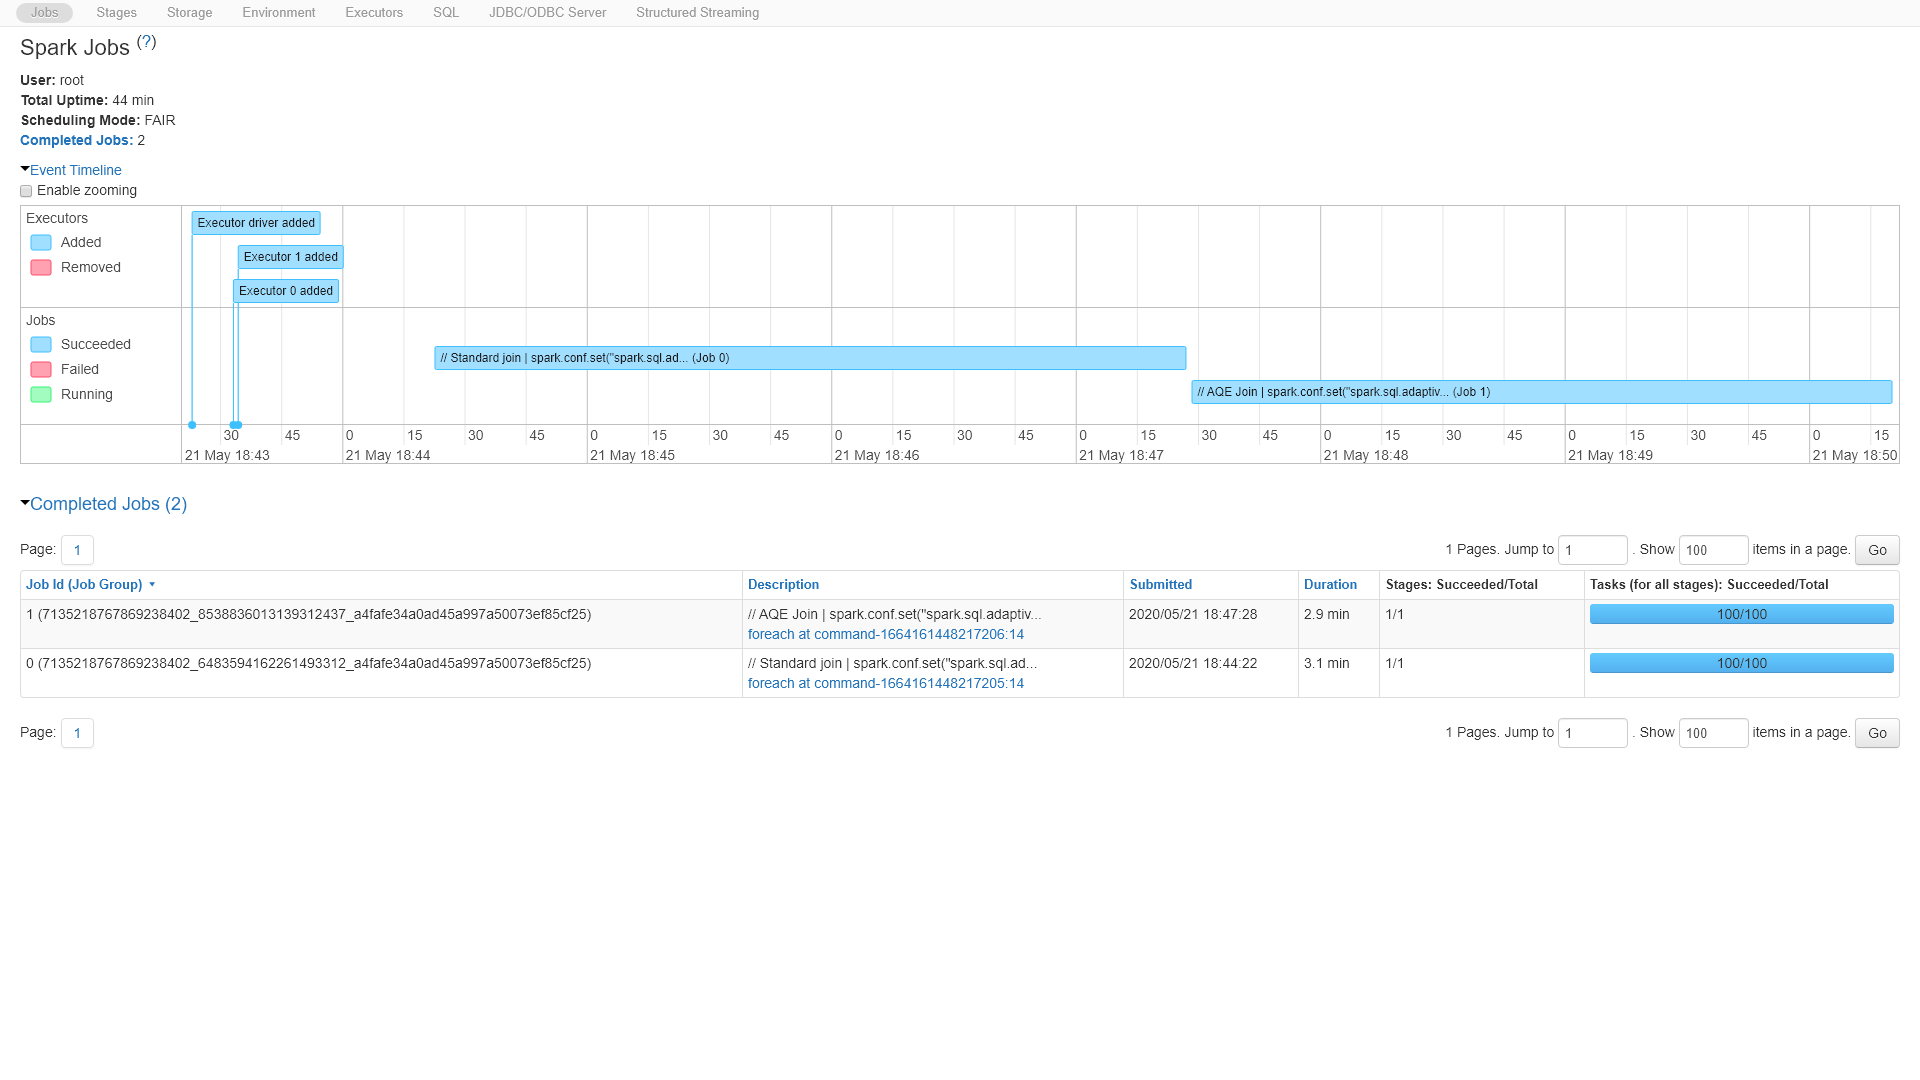 Jobs Stages Storage Environment Executors SQL JDBC/ODBC Server Structured Streaming
Spark Jobs (?)
User: root
Total Uptime: 44 min
Scheduling Mode: FAIR
Completed Jobs: 2
Event Timeline
Enable zooming
Executors
Added
Removed
Executor driver added
Executor 1 added
Executor 0 added
Jobs
Succeeded
Failed
Running
// Standard join | spark.conf.set("spark.sql.ad... (Job 0)
// AQE Join | spark.conf.set("spark.sql.adaptiv... (Job 1)
30 45 0 15 30 45 0 15 30 45 0 15 30 45 0 15 30 45 0 15 30 45 0 15 30 45 0 15
21 May 18:43 21 May 18:44 21 May 18:45 21 May 18:46 21 May 18:47 21 May 18:48 21 May 18:49 21 May 18:50
Completed Jobs (2)
Page: 1 1 Pages. Jump to 1 . Show 100 items in a page. Go
Job Id (Job Group) Description Submitted Duration Stages: Succeeded/Total Tasks (for all stages): Succeeded/Total
1 (7135218767869238402_8538836013139312437_a4fafe34a0ad45a997a50073ef85cf25) // AQE Join | spark.conf.set("spark.sql.adaptiv... 2020/05/21 18:47:28 2.9 min 1/1 100/100
foreach at command-1664161448217206:14
0 (7135218767869238402_6483594162261493312_a4fafe34a0ad45a997a50073ef85cf25) // Standard join | spark.conf.set("spark.sql.ad... 2020/05/21 18:44:22 3.1 min 1/1 100/100
foreach at command-1664161448217205:14
Page: 1 1 Pages. Jump to 1 . Show 100 items in a page. Go